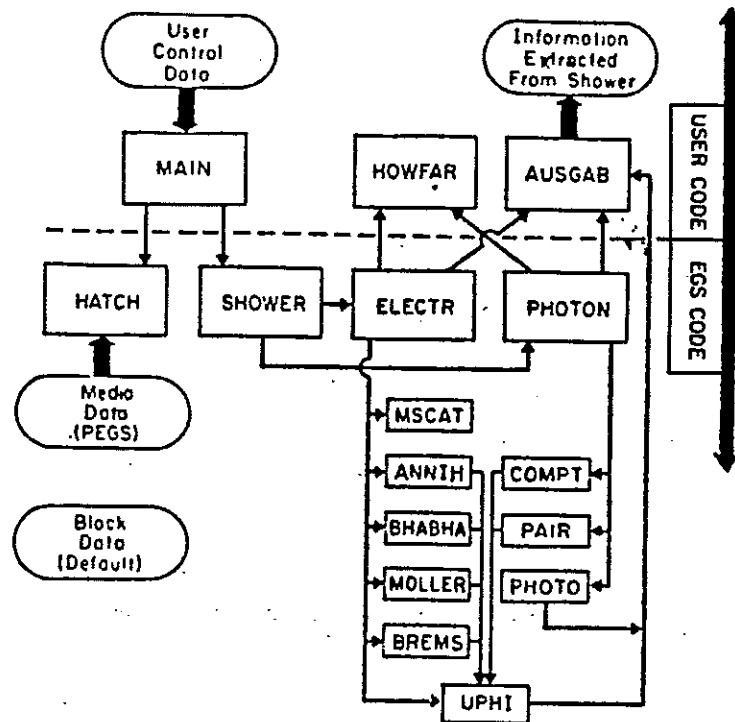 User
Control
Data
Information
Extracted
From Shower
MAIN
HOWFAR
AUSGAB
USER CODE
EGS CODE
HATCH
SHOWER
ELECTR
PHOTON
Media
Data
(PEGS)
MSCAT
ANNIH
COMPT
Block
Data
(Default)
BHABHA
PAIR
MOLLER
PHOTO
BREMS
UPHI